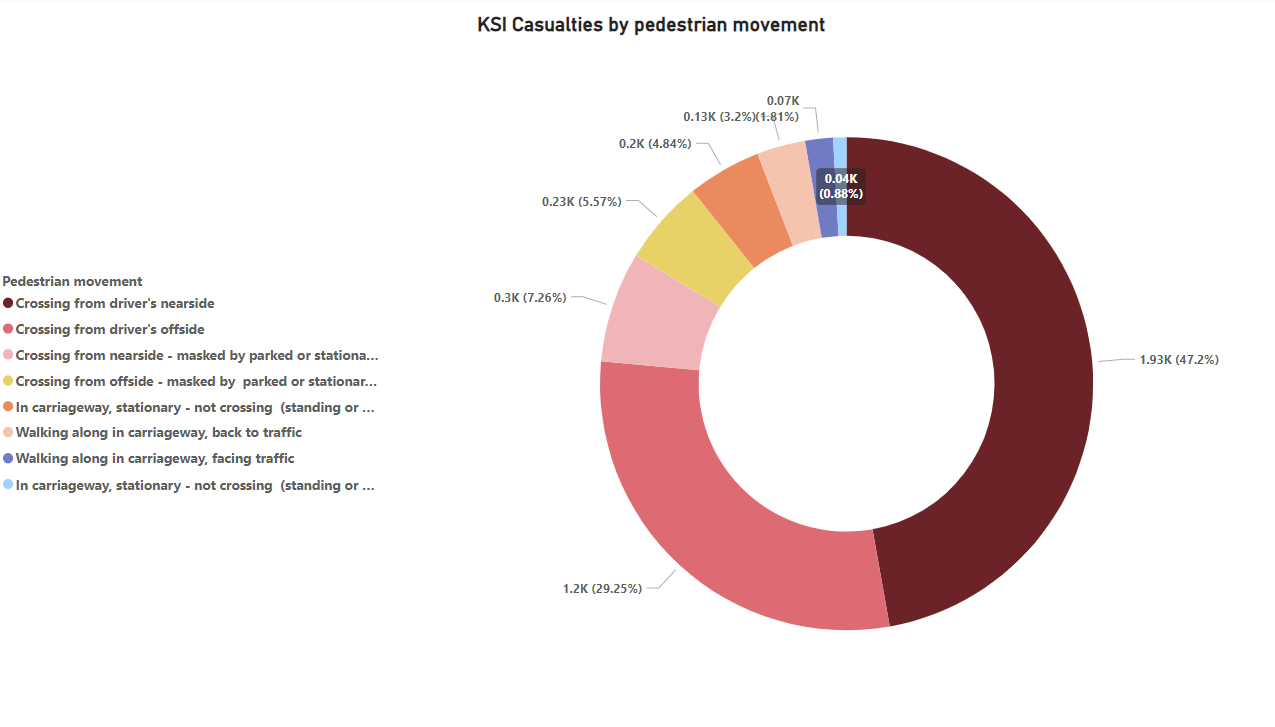 KSI Casualties by pedestrian movement
0.07K
(1.81%)
0.13K (3.2%)
0.2K (4.84%)
0.04K
(0.88%)
0.23K (5.57%)
Pedestrian movement
0.3K (7.26%)
Crossing from driver's nearside
Crossing from driver's offside
Crossing from nearside - masked by parked or stationa...
1.93K (47.2%)
Crossing from offside - masked by  parked or stationar...
In carriageway, stationary - not crossing  (standing or ...
Walking along in carriageway, back to traffic
Walking along in carriageway, facing traffic
In carriageway, stationary - not crossing  (standing or ...
1.2K (29.25%)